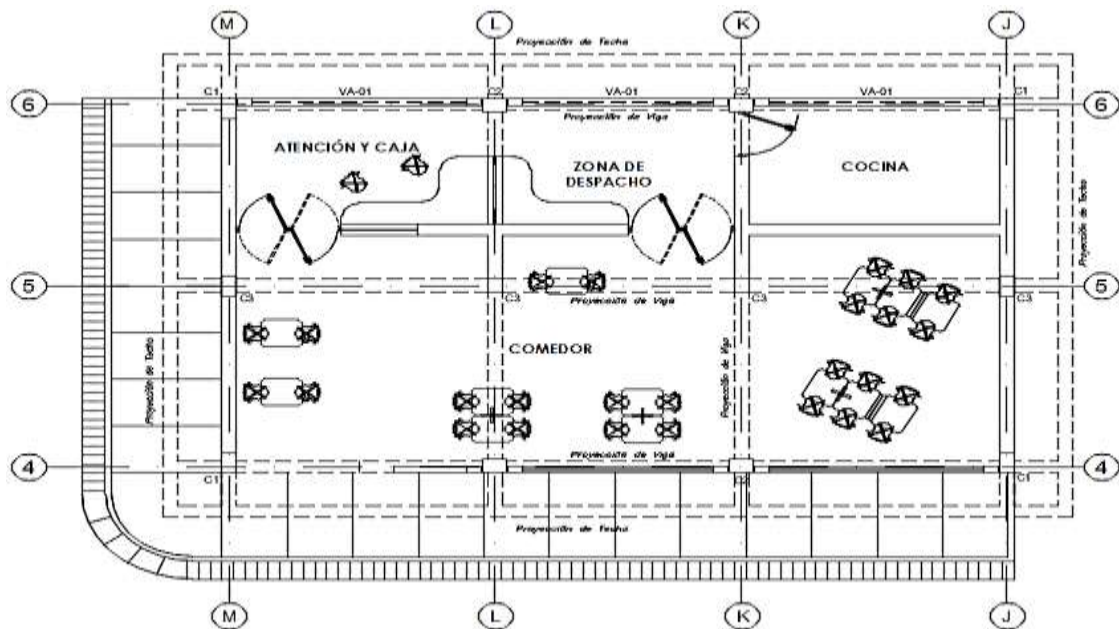 M L K J
Proyección de Techo
C1 VA-01 C2 VA-01 VA-01 C1
6 6
Proyección de Viga
ATENCIÓN Y CAJA
ZONA DE
DESPACHO
COCINA
Proyección de Techo
5 5
C3 C3 C3 C3
Proyección de Viga
COMEDOR
Proyección de Techo
Proyección de Viga
Proyección de Viga
4 4
C1 C2 C1
Proyección de Techo
M L K J